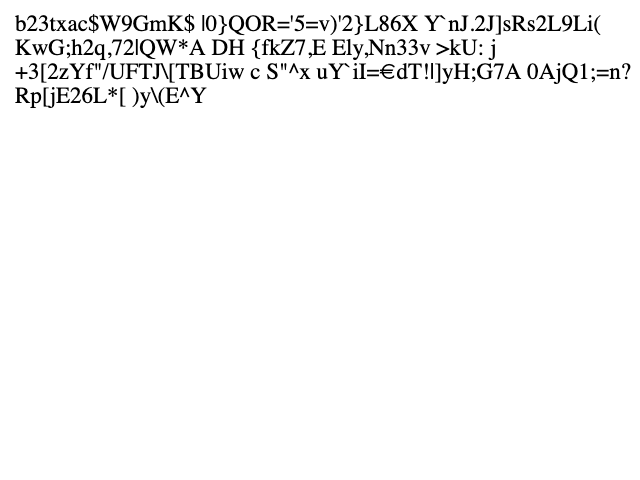 b23txac$W9GmK$ |0}QOR='5=v)'2}L86X Y`nJ.2J]sRs2L9Li(
KwG;h2q,72|QW*A DH {fkZ7,E Ely,Nn33v >kU: j
+3[2zYf"/UFTJ\[TBUiw c S"^x uY`iI=€dT!|]yH;G7A 0AjQ1;=n?
Rp[jE26L*[ )y\(E^Y